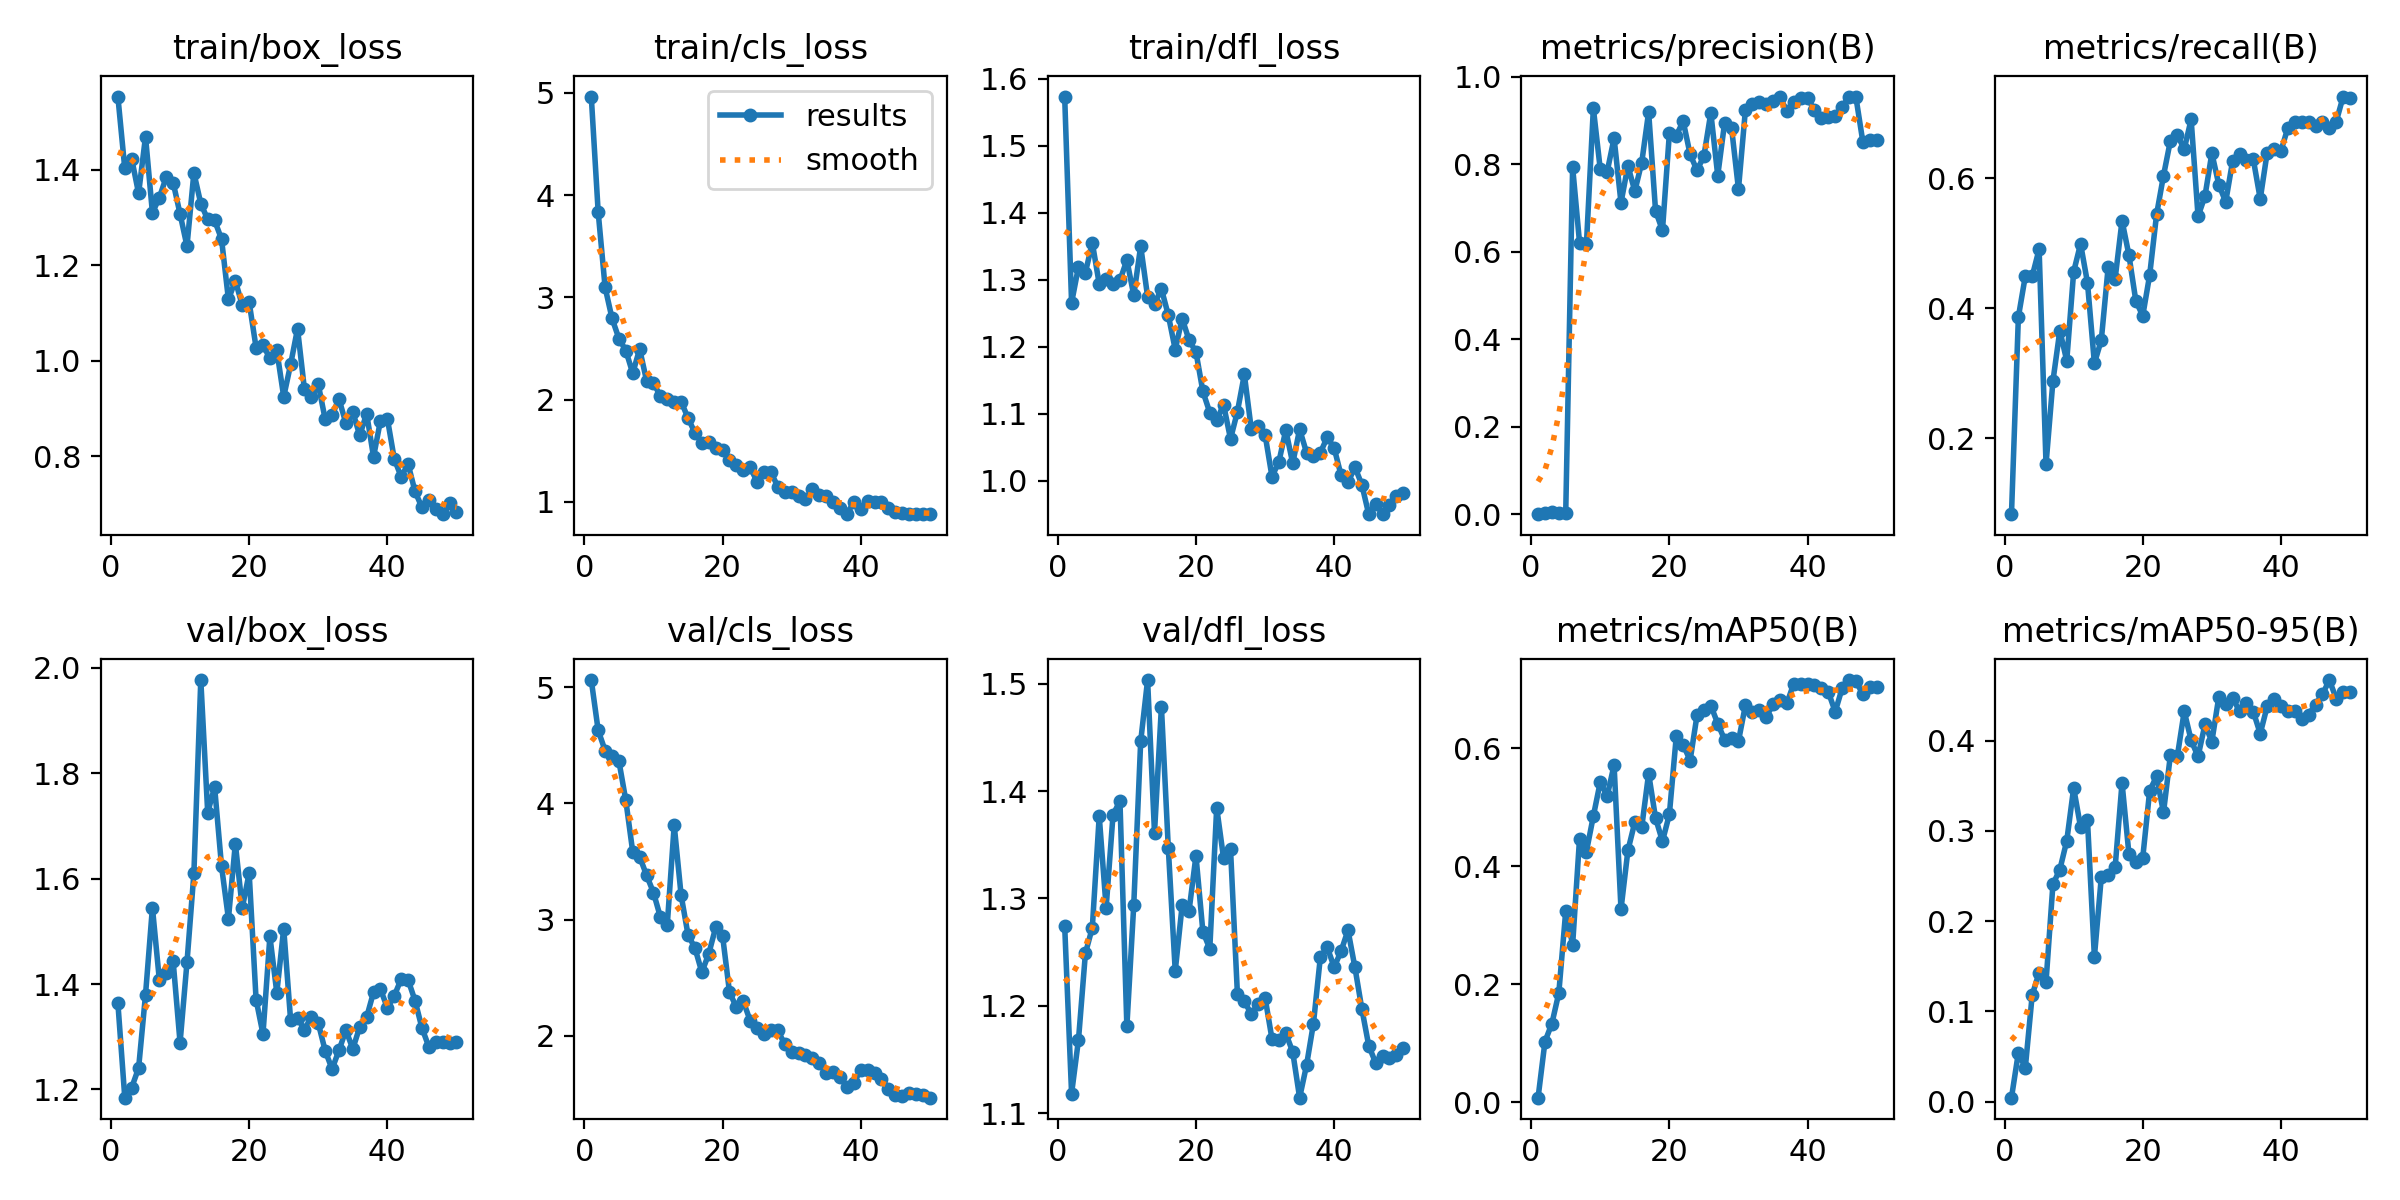 train/box_loss
1.4
1.2
1.0
0.8
0 20 40
train/cls_loss
5
4
3
2
1
0 20 40
results
smooth
train/dfl_loss
1.6
1.5
1.4
1.3
1.2
1.1
1.0
0 20 40
metrics/precision(B)
1.0
0.8
0.6
0.4
0.2
0.0
0 20 40
metrics/recall(B)
0.6
0.4
0.2
0 20 40
val/box_loss
2.0
1.8
1.6
1.4
1.2
0 20 40
val/cls_loss
5
4
3
2
0 20 40
val/dfl_loss
1.5
1.4
1.3
1.2
1.1
0 20 40
metrics/mAP50(B)
0.6
0.4
0.2
0.0
0 20 40
metrics/mAP50-95(B)
0.4
0.3
0.2
0.1
0.0
0 20 40